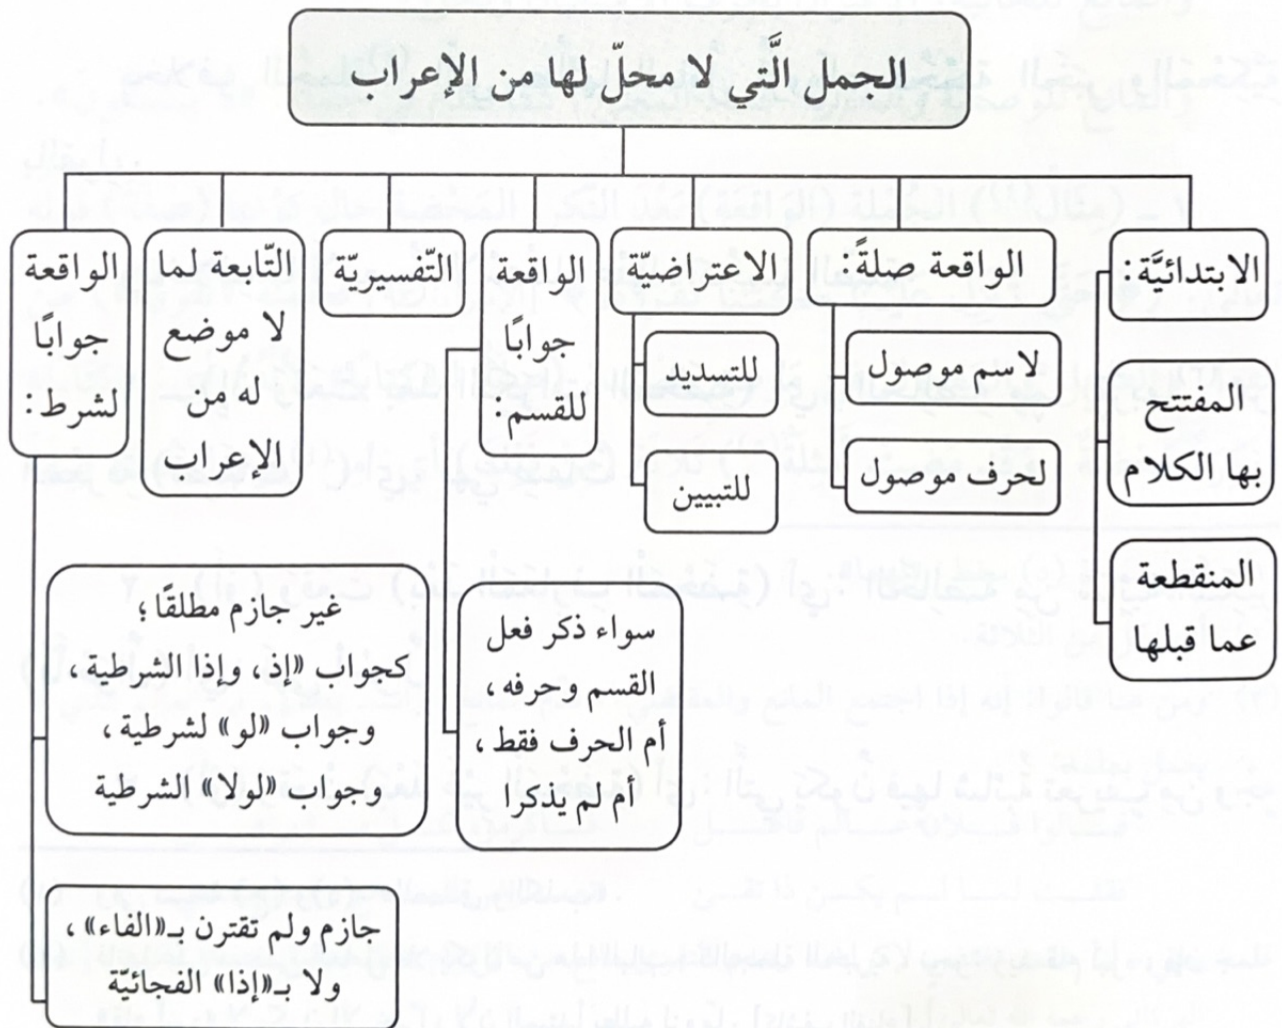 الجمل الَّتي لا محلّ لها من الإعراب
الابتدائيَّة:
المفتتح
بها الكلام
المنقطعة
عما قبلها
الواقعة صلةً
لاسم موصول
لحرف موصول
الاعتراضيّة
للتسديد
للتبيين
الواقعة
جوابًا
للقسم:
سواء ذكر فعل
القسم وحرفه،
أم الحرف فقط،
أم لم يذكرا
التّفسيريّة
التّابعة لما
لا موضع
له من
الإعراب
الواقعة
جوابًا
لشرط:
غير جازم مطلقًا؛
كجواب «إذ، وإذا الشرطية،
وجواب «لو» لشرطية،
وجواب «لولا» الشرطية
جازم ولم تقترن بـ«الفاء»،
ولا بـ«إذا» الفجائيّة